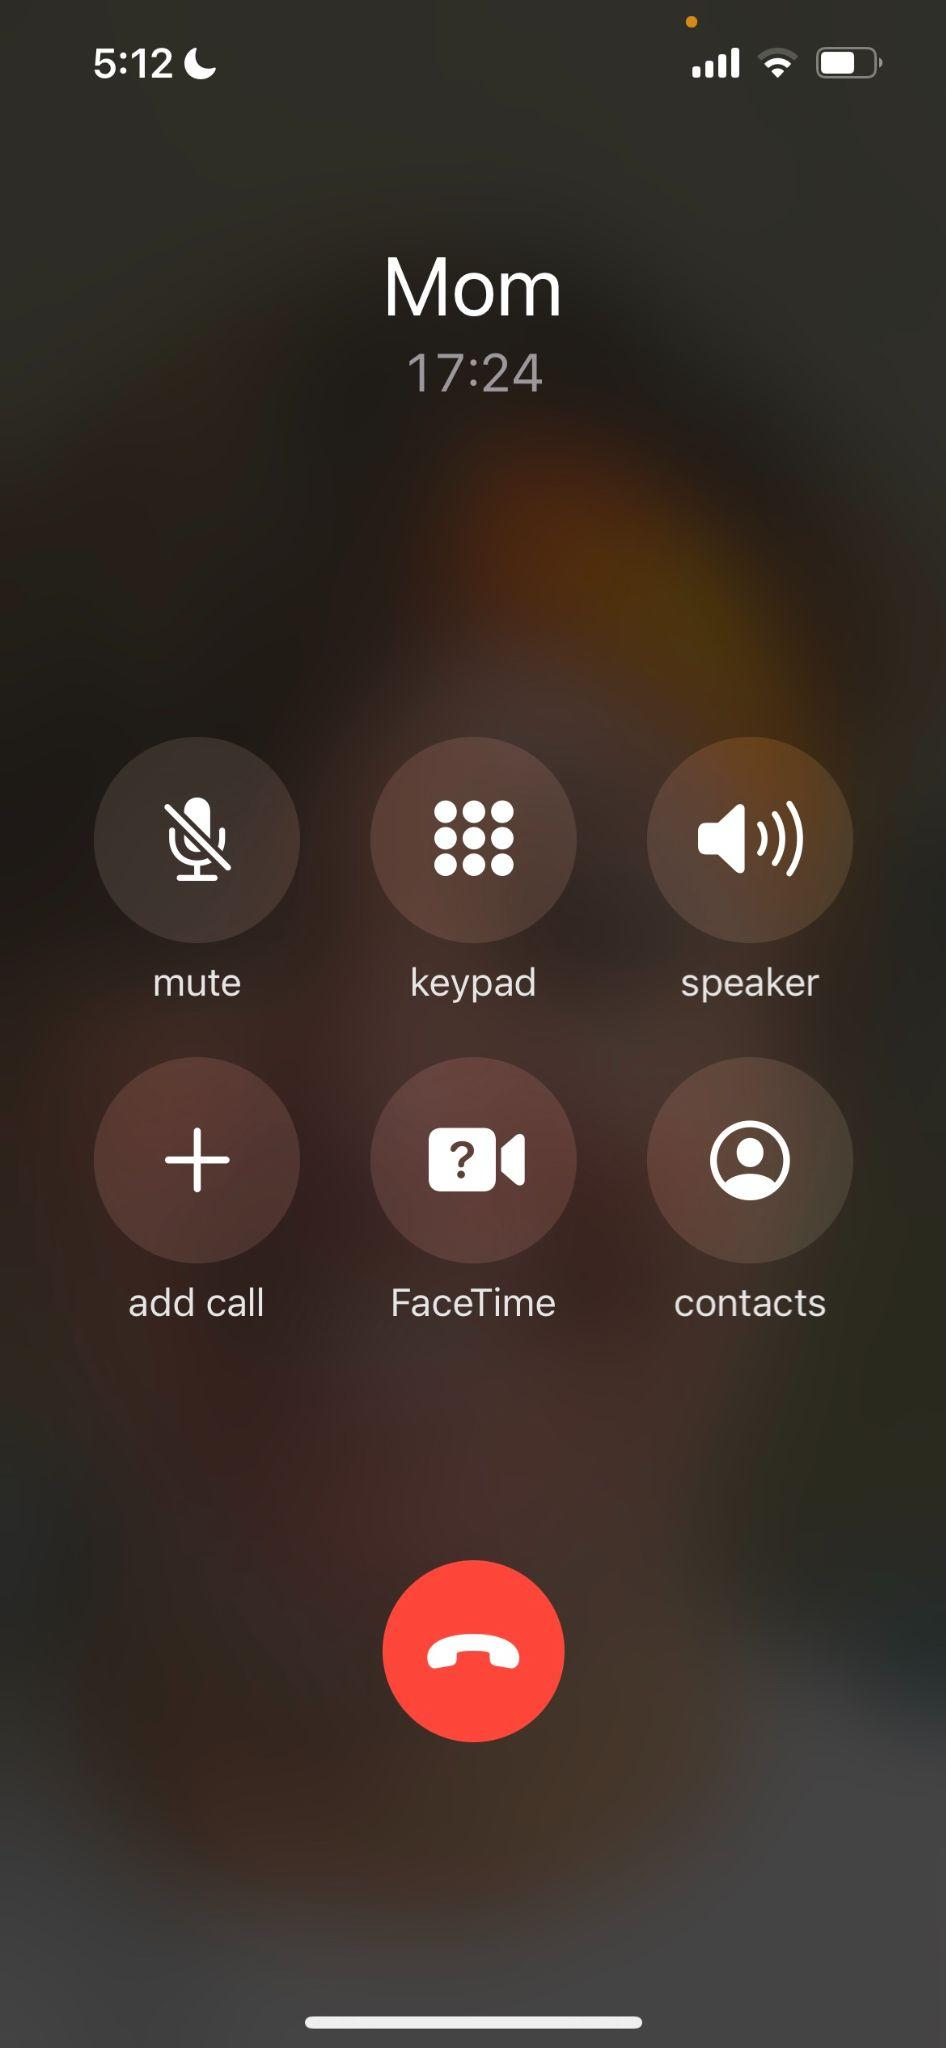 5:12
Mom
17:24
mute
keypad
speaker
?
add call
FaceTime
contacts